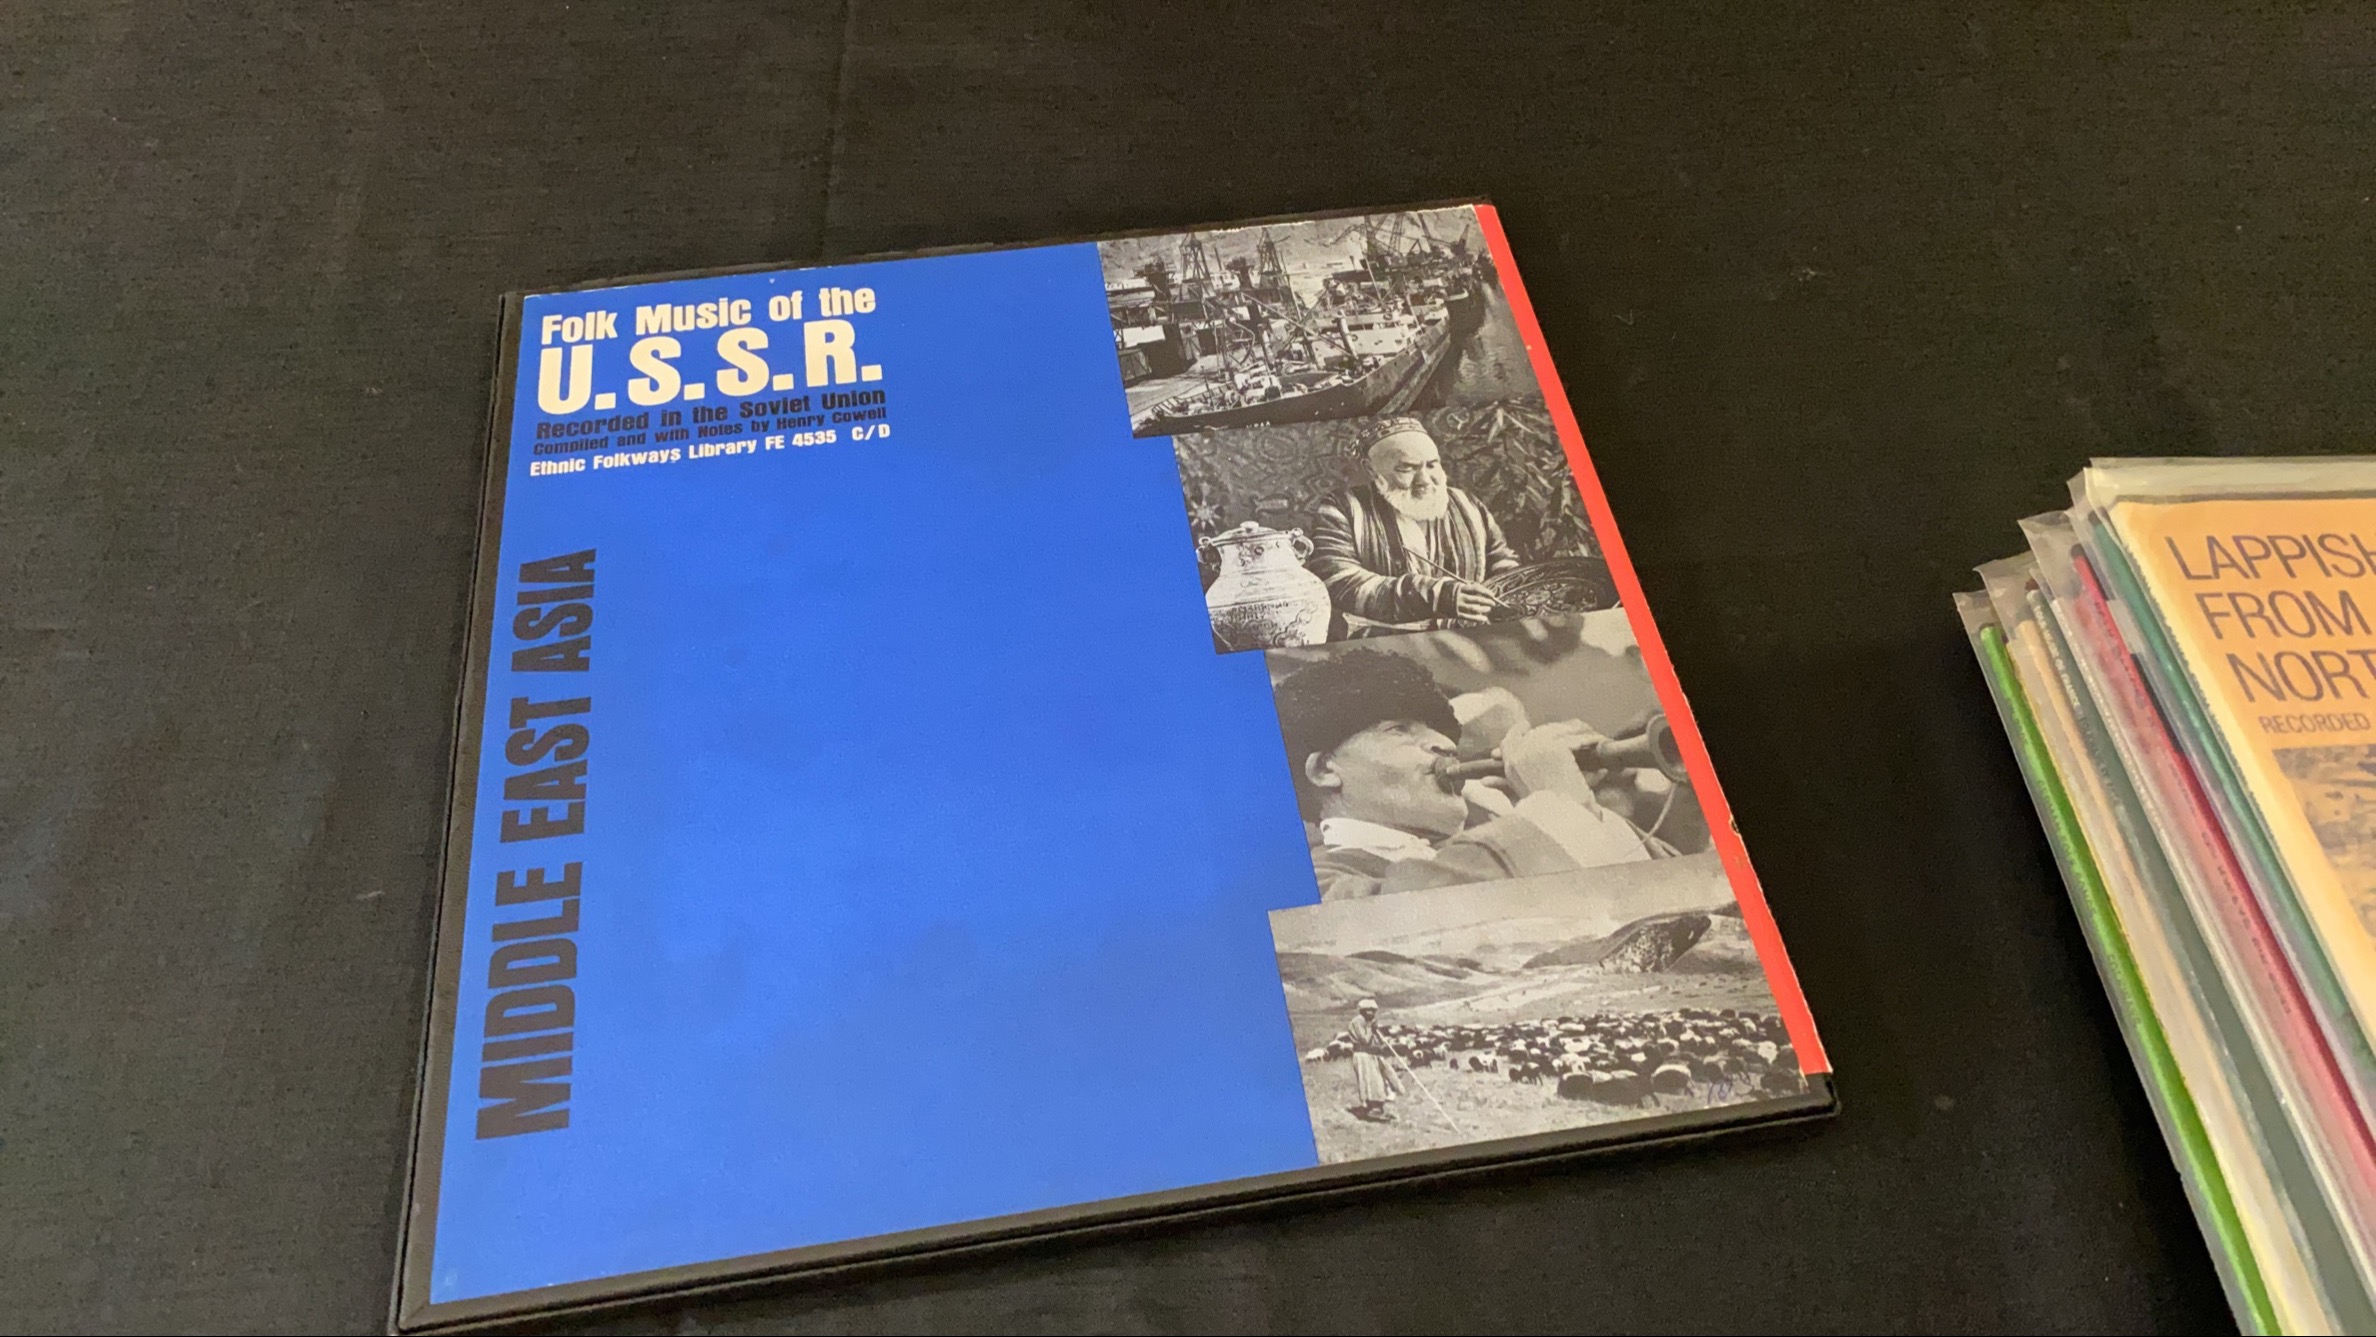 Folk Music of the
U.S.S.R.
Recorded in the Soviet Union
Compiled and with Notes by Henry Cowell
Ethnic Folkways Library FE 4535 C/D
MIDDLE EAST ASIA
LAPPISH
FROM
NORT
RECORDED